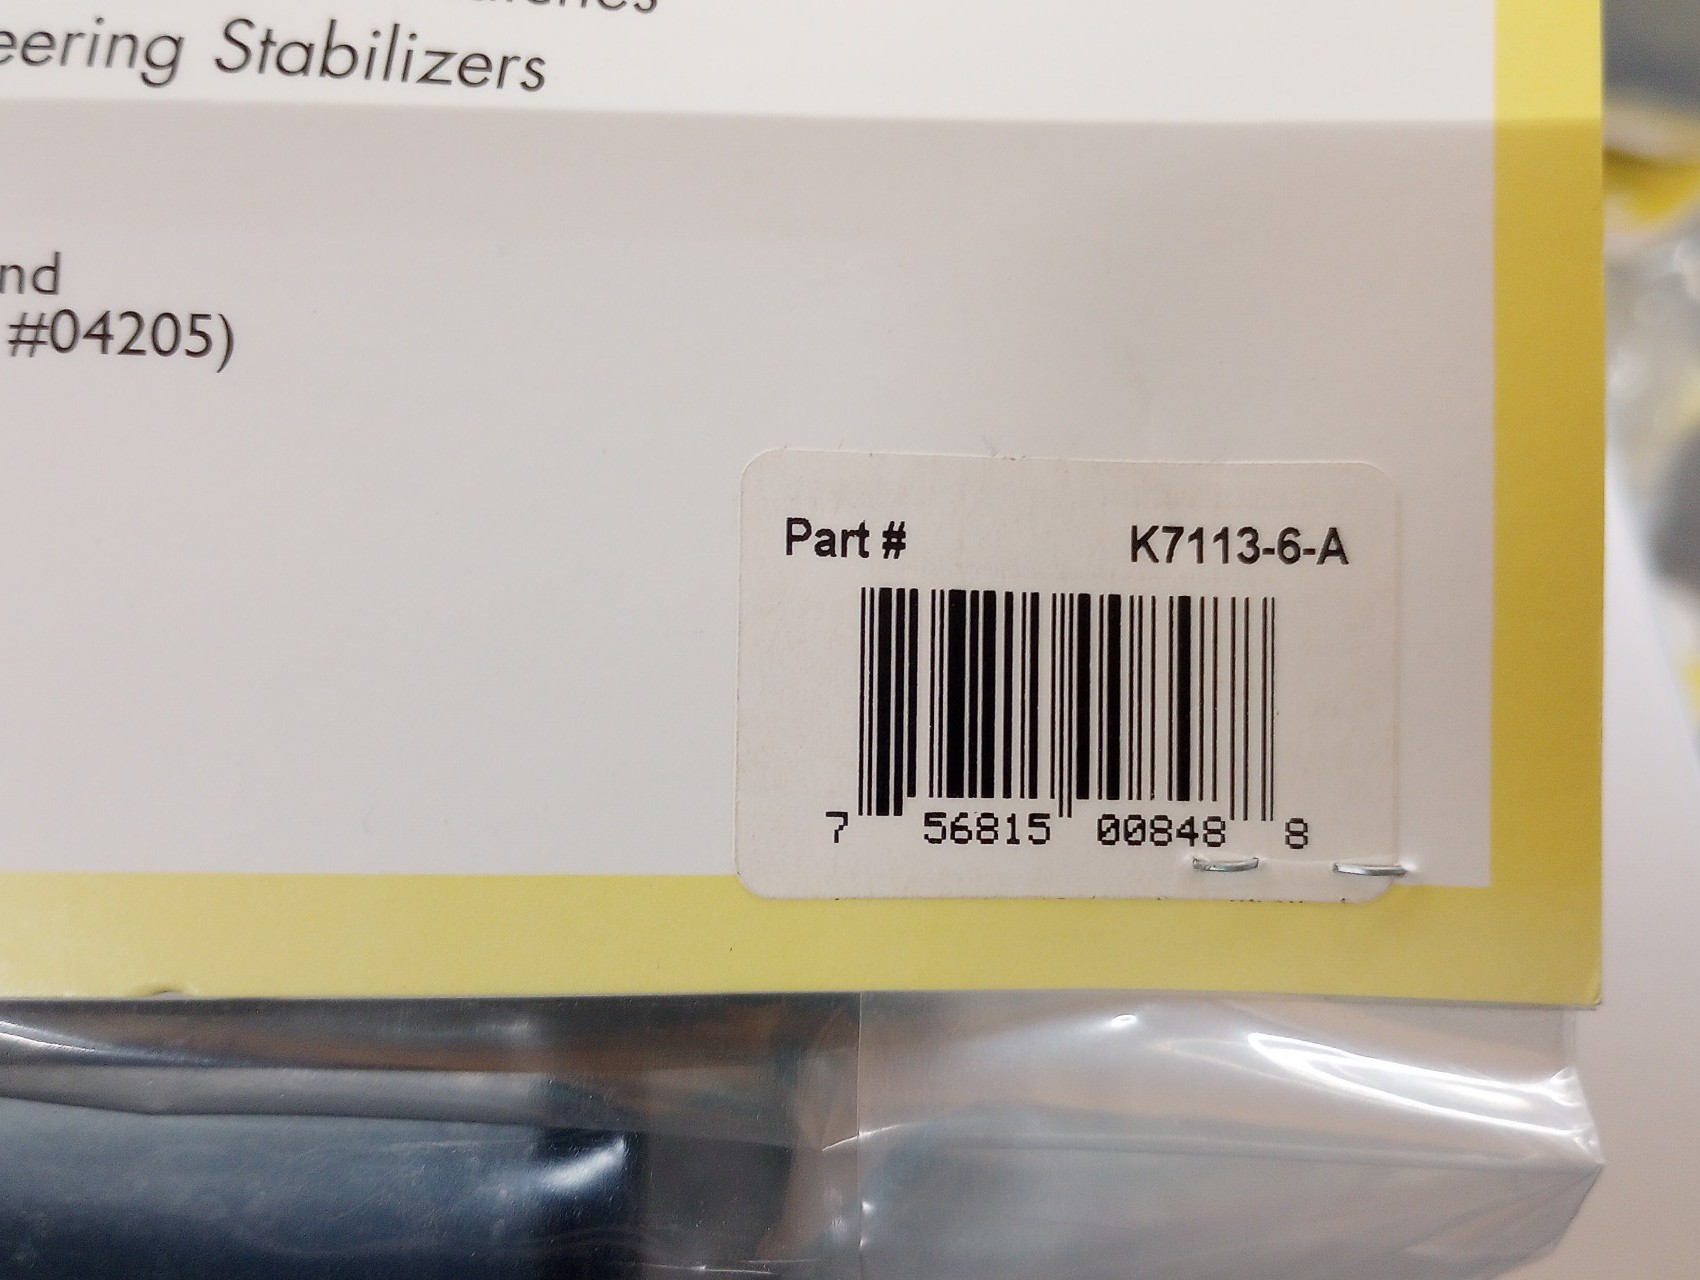 eering Stabilizers
nd
#04205)
Part # K7113-6-A
7 56815 00848 8